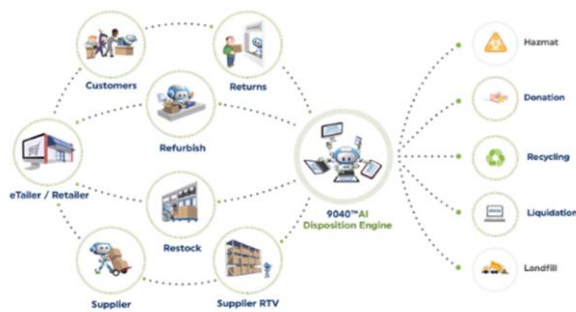 Customers
Returns
Hazmat
Donation
Refurbish
Recycling
eTailer / Retailer
9040™AI
Disposition Engine
Restock
Liquidation
Supplier
Supplier RTV
Landfill